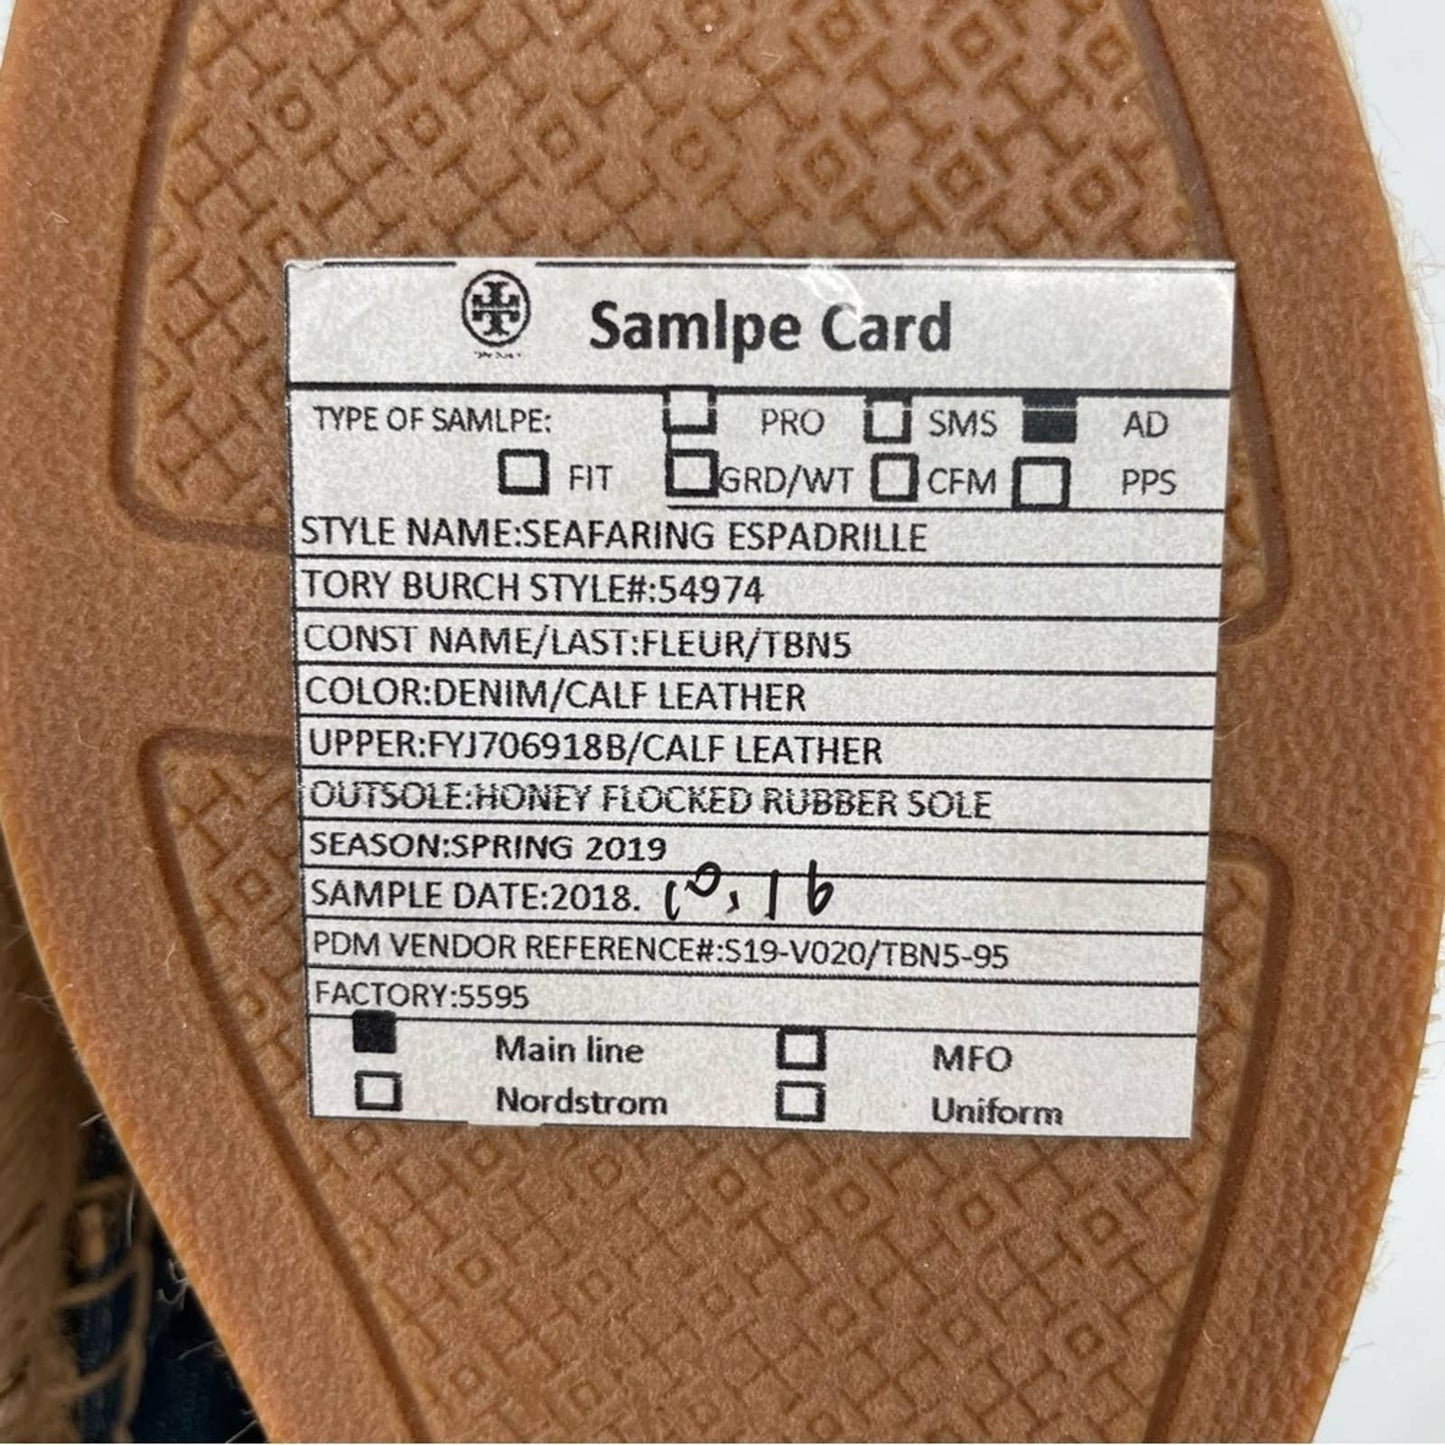 Samlpe Card
TYPE OF SAMLPE: PRO SMS AD
FIT GRD/WT CFM PPS
STYLE NAME:SEAFARING ESPADRILLE
TORY BURCH STYLE#:54974
CONST NAME/LAST:FLEUR/TBN5
COLOR:DENIM/CALF LEATHER
UPPER:FYJ706918B/CALF LEATHER
OUTSOLE:HONEY FLOCKED RUBBER SOLE
SEASON:SPRING 2019
SAMPLE DATE:2018. 10.16
PDM VENDOR REFERENCE#:S19-V020/TBN5-95
FACTORY:5595
Main line MFO
Nordstrom Uniform